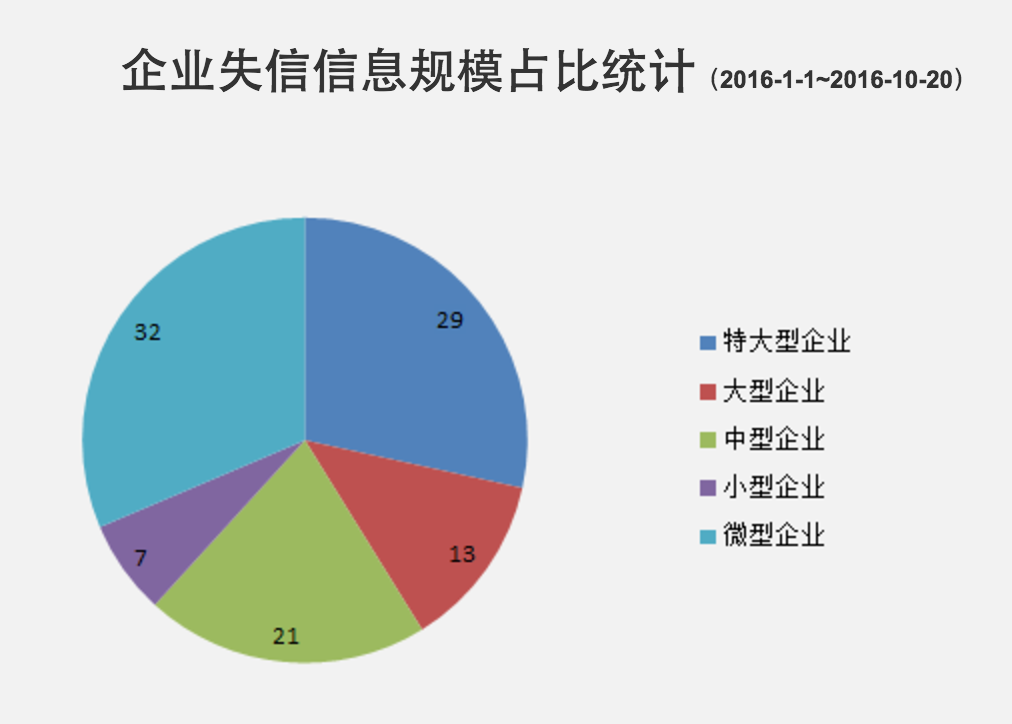 企业失信信息规模占比统计（2016-1-1~2016-10-20）
29
32
13
7
21
特大型企业
大型企业
中型企业
小型企业
微型企业